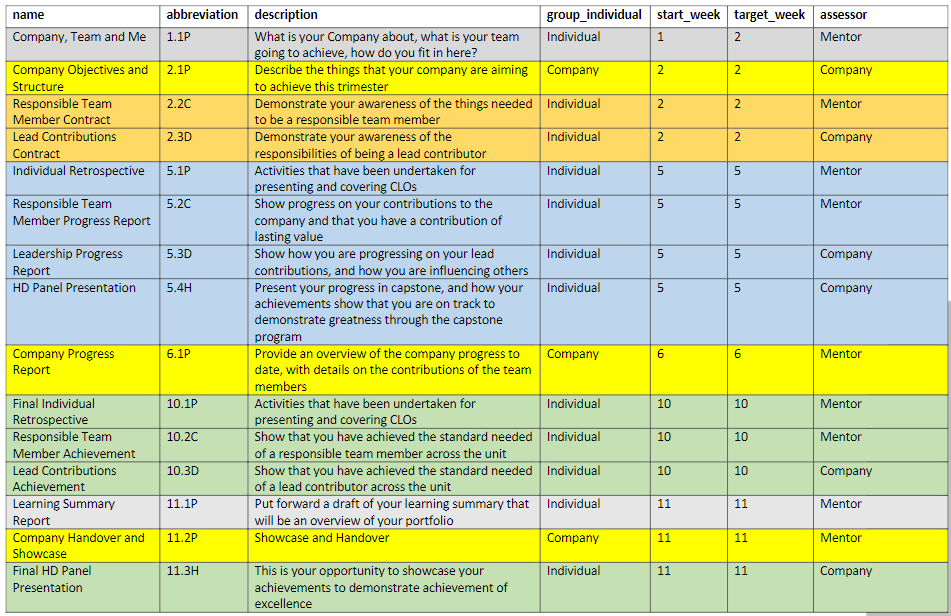 name abbreviation description group_individual start_week target_week assessor
Company, Team and Me 1.1P What is your Company about, what is your team Individual 1 2 Mentor
going to achieve, how do you fit in here?
Company Objectives and 2.1P Describe the things that your company are aiming Company 2 2 Company
Structure to achieve this trimester
Responsible Team 2.2C Demonstrate your awareness of the things needed Individual 2 2 Mentor
Member Contract to be a responsible team member
Lead Contributions 2.3D Demonstrate your awareness of the Individual 2 2 Company
Contract responsibilities of being a lead contributor
Individual Retrospective 5.1P Activities that have been undertaken for Individual 5 5 Mentor
presenting and covering CLOs
Responsible Team 5.2C Show progress on your contributions to the Individual 5 5 Mentor
Member Progress Report company and that you have a contribution of
lasting value
Leadership Progress 5.3D Show how you are progressing on your lead Individual 5 5 Company
Report contributions, and how you are influencing others
HD Panel Presentation 5.4H Present your progress in capstone, and how your Individual 5 5 Company
achievements show that you are on track to
demonstrate greatness through the capstone
program
Company Progress 6.1P Provide an overview of the company progress to Company 6 6 Mentor
Report date, with details on the contributions of the team
members
Final Individual 10.1P Activities that have been undertaken for Individual 10 10 Mentor
Retrospective presenting and covering CLOs
Responsible Team 10.2C Show that you have achieved the standard needed Individual 10 10 Mentor
Member Achievement of a responsible team member across the unit
Lead Contributions 10.3D Show that you have achieved the standard needed Individual 10 10 Company
Achievement of a lead contributor across the unit
Learning Summary 11.1P Put forward a draft of your learning summary that Individual 11 11 Mentor
Report will be an overview of your portfolio
Company Handover and 11.2P Showcase and Handover Company 11 11 Mentor
Showcase
Final HD Panel 11.3H This is your opportunity to showcase your Individual 11 11 Company
Presentation achievements to demonstrate achievement of
excellence